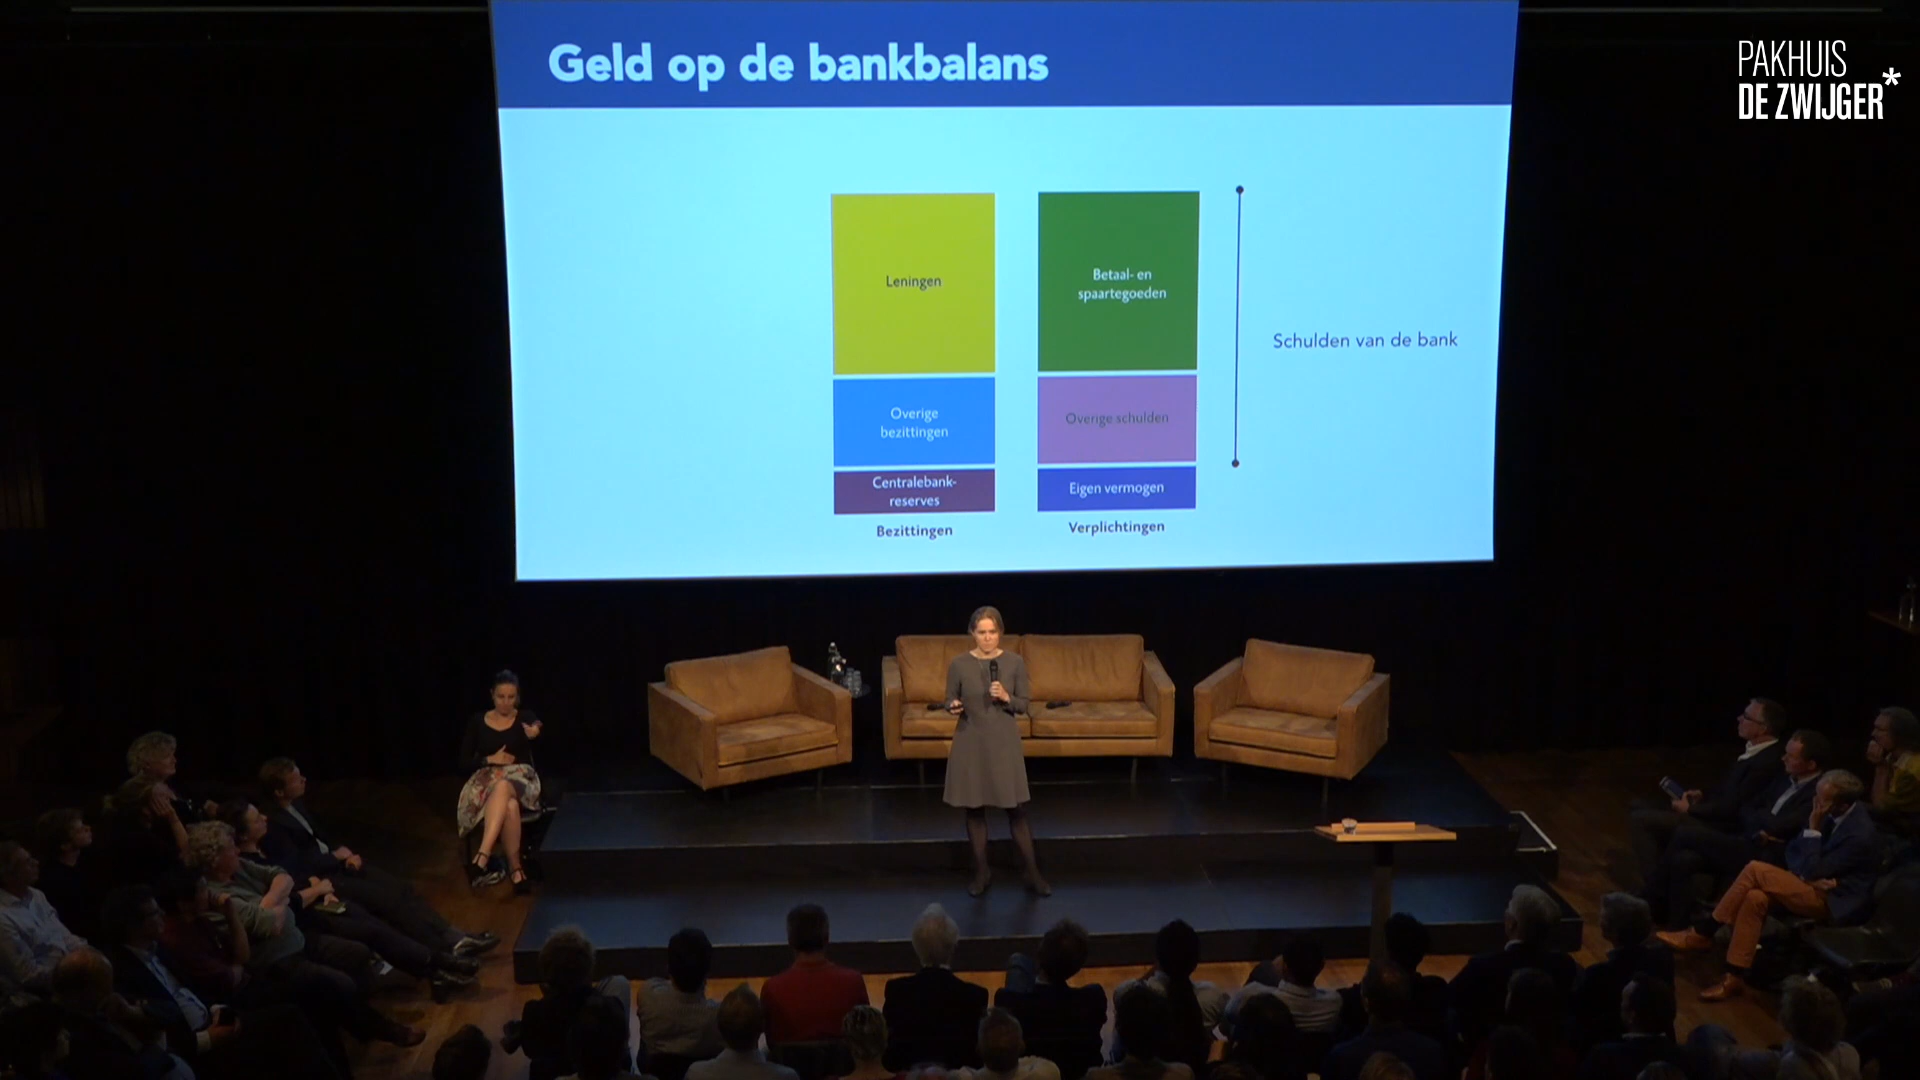 Geld op de bankbalans
PAKHUIS
DE ZWIJGER*
Leningen
Betaal- en
spaartegoeden
Schulden van de bank
Overige
bezittingen
Overige schulden
Centralebank-
reserves
Eigen vermogen
Bezittingen
Verplichtingen